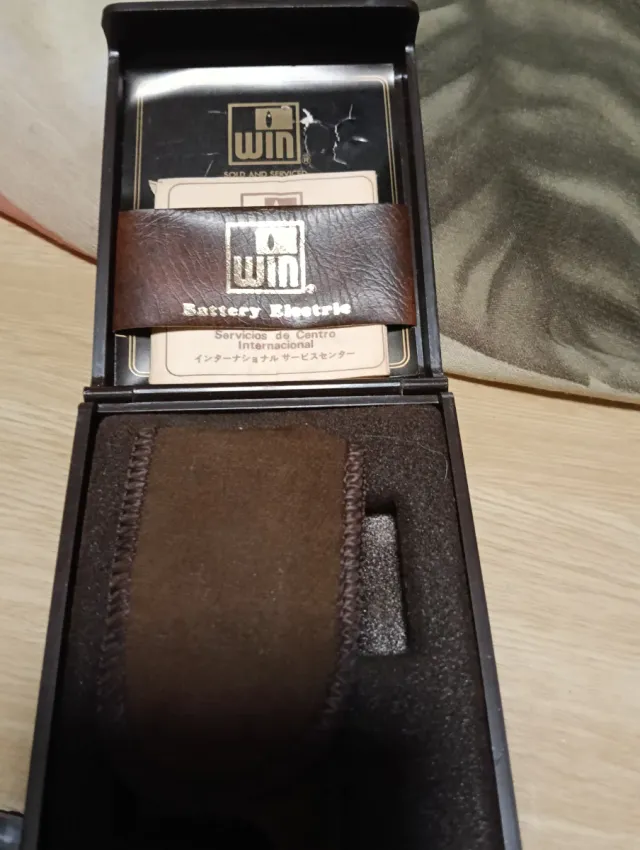 WIN
SOLD AND SERVICED
WIN
Battery Electric
Servicios de Centro
Internacional
インターナショナル サービスセンター